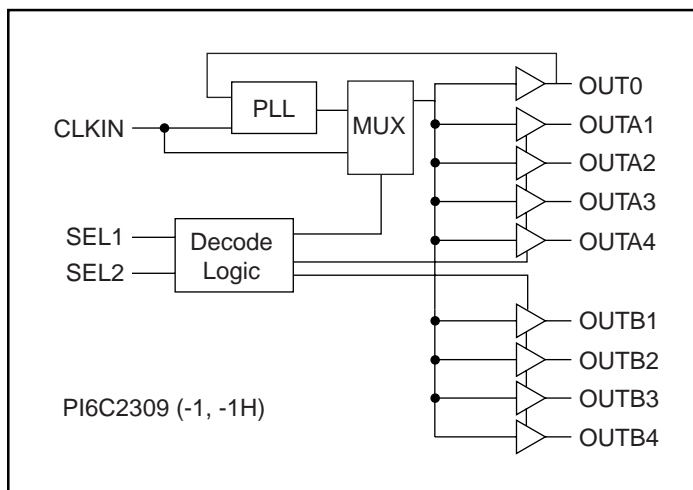 PLL
MUX
CLKIN
OUT0
OUTA1
OUTA2
OUTA3
OUTA4
SEL1
SEL2
Decode
Logic
OUTB1
OUTB2
OUTB3
OUTB4
PI6C2309 (-1, -1H)